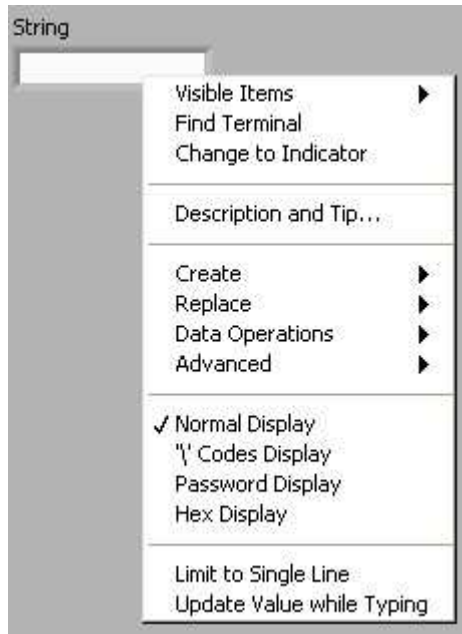 String
Visible Items
Find Terminal
Change to Indicator
Description and Tip...
Create
Replace
Data Operations
Advanced
Normal Display
'\' Codes Display
Password Display
Hex Display
Limit to Single Line
Update Value while Typing